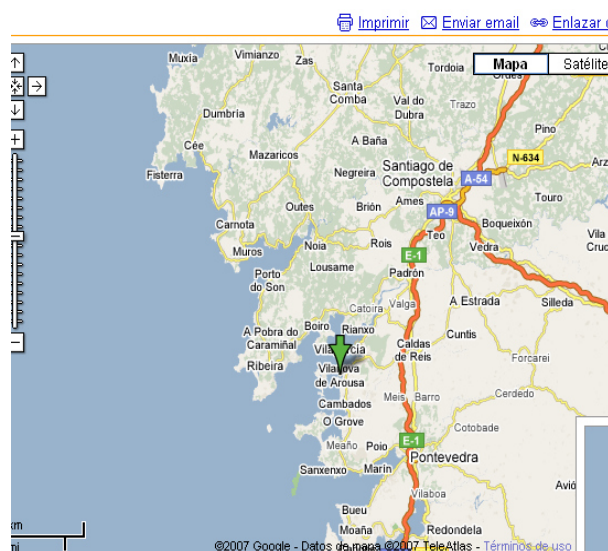 Imprimir Enviar email Enlazar
Muxía
Vimianzo
Zas
Tordoia
Mapa
Satélite
Ordes
Santa
Comba
Val do
Dubra
Trazo
Dumbría
Pino
A Baña
Cée
Mazaricos
N-634
Fisterra
Negreira
Santiago de
Compostela
A-54
Touro
Outes
Brión
Ames
AP-9
Carnota
Boqueixón
Teo
Vila
Cruc
Muros
Noia
Rois
E-1
Vedra
Lousame
Padrón
Porto
do Son
Catoira
Valga
A Estrada
Silleda
A Pobra do
Caramiñal
Boiro
Rianxo
Cuntis
Caldas
de Reis
Forcarei
Ribeira
Vilanova
de Arousa
Cambados
Meis
Barro
Cerdedo
O Grove
Cotobade
Meaño
Poio
E-1
Pontevedra
Sanxenxo
Marín
Avió
Vilaboa
Bueu
Moaña
Redondela
©2007 Google - Datos de mapa ©2007 TeleAtlas - Términos de uso